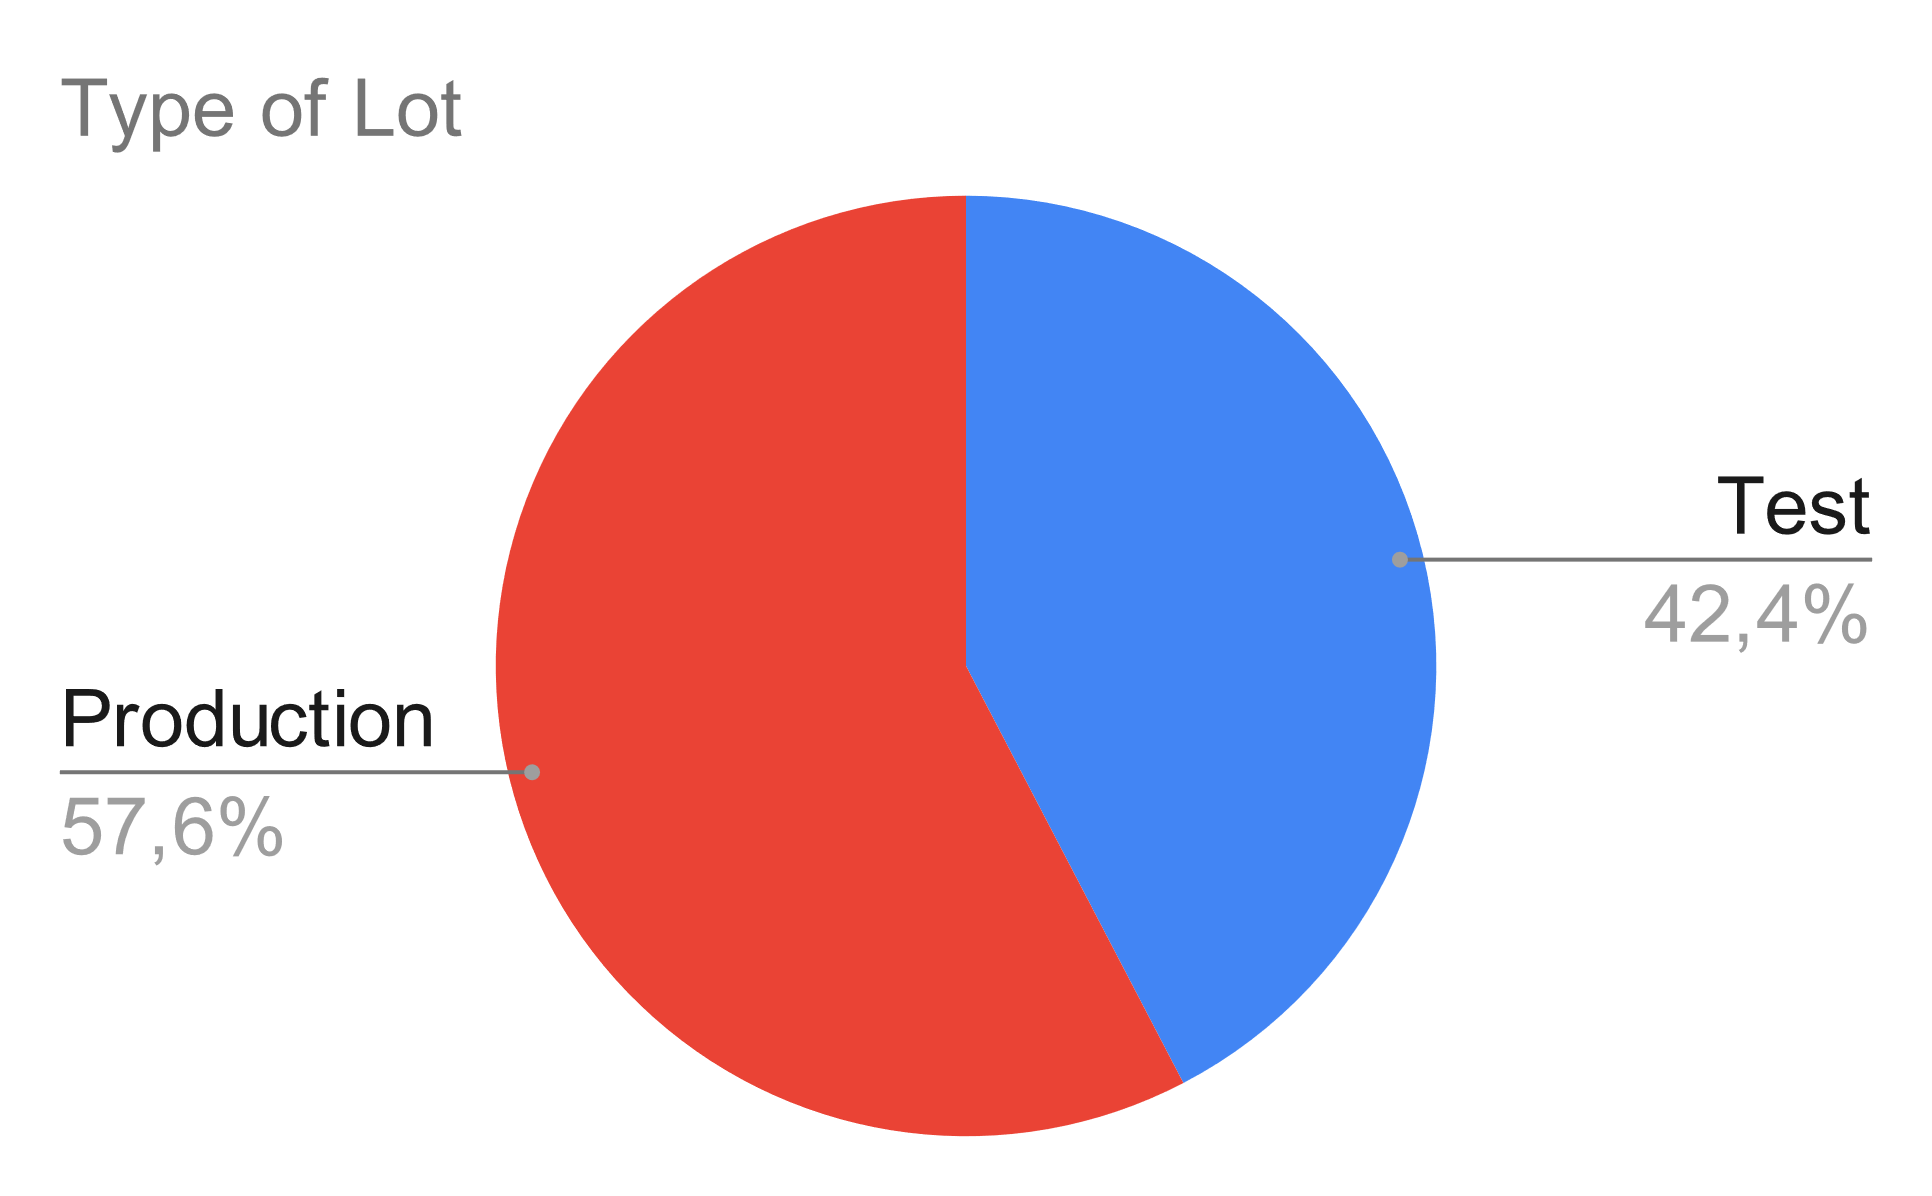 Type of Lot
Test
42,4%
Production
57,6%